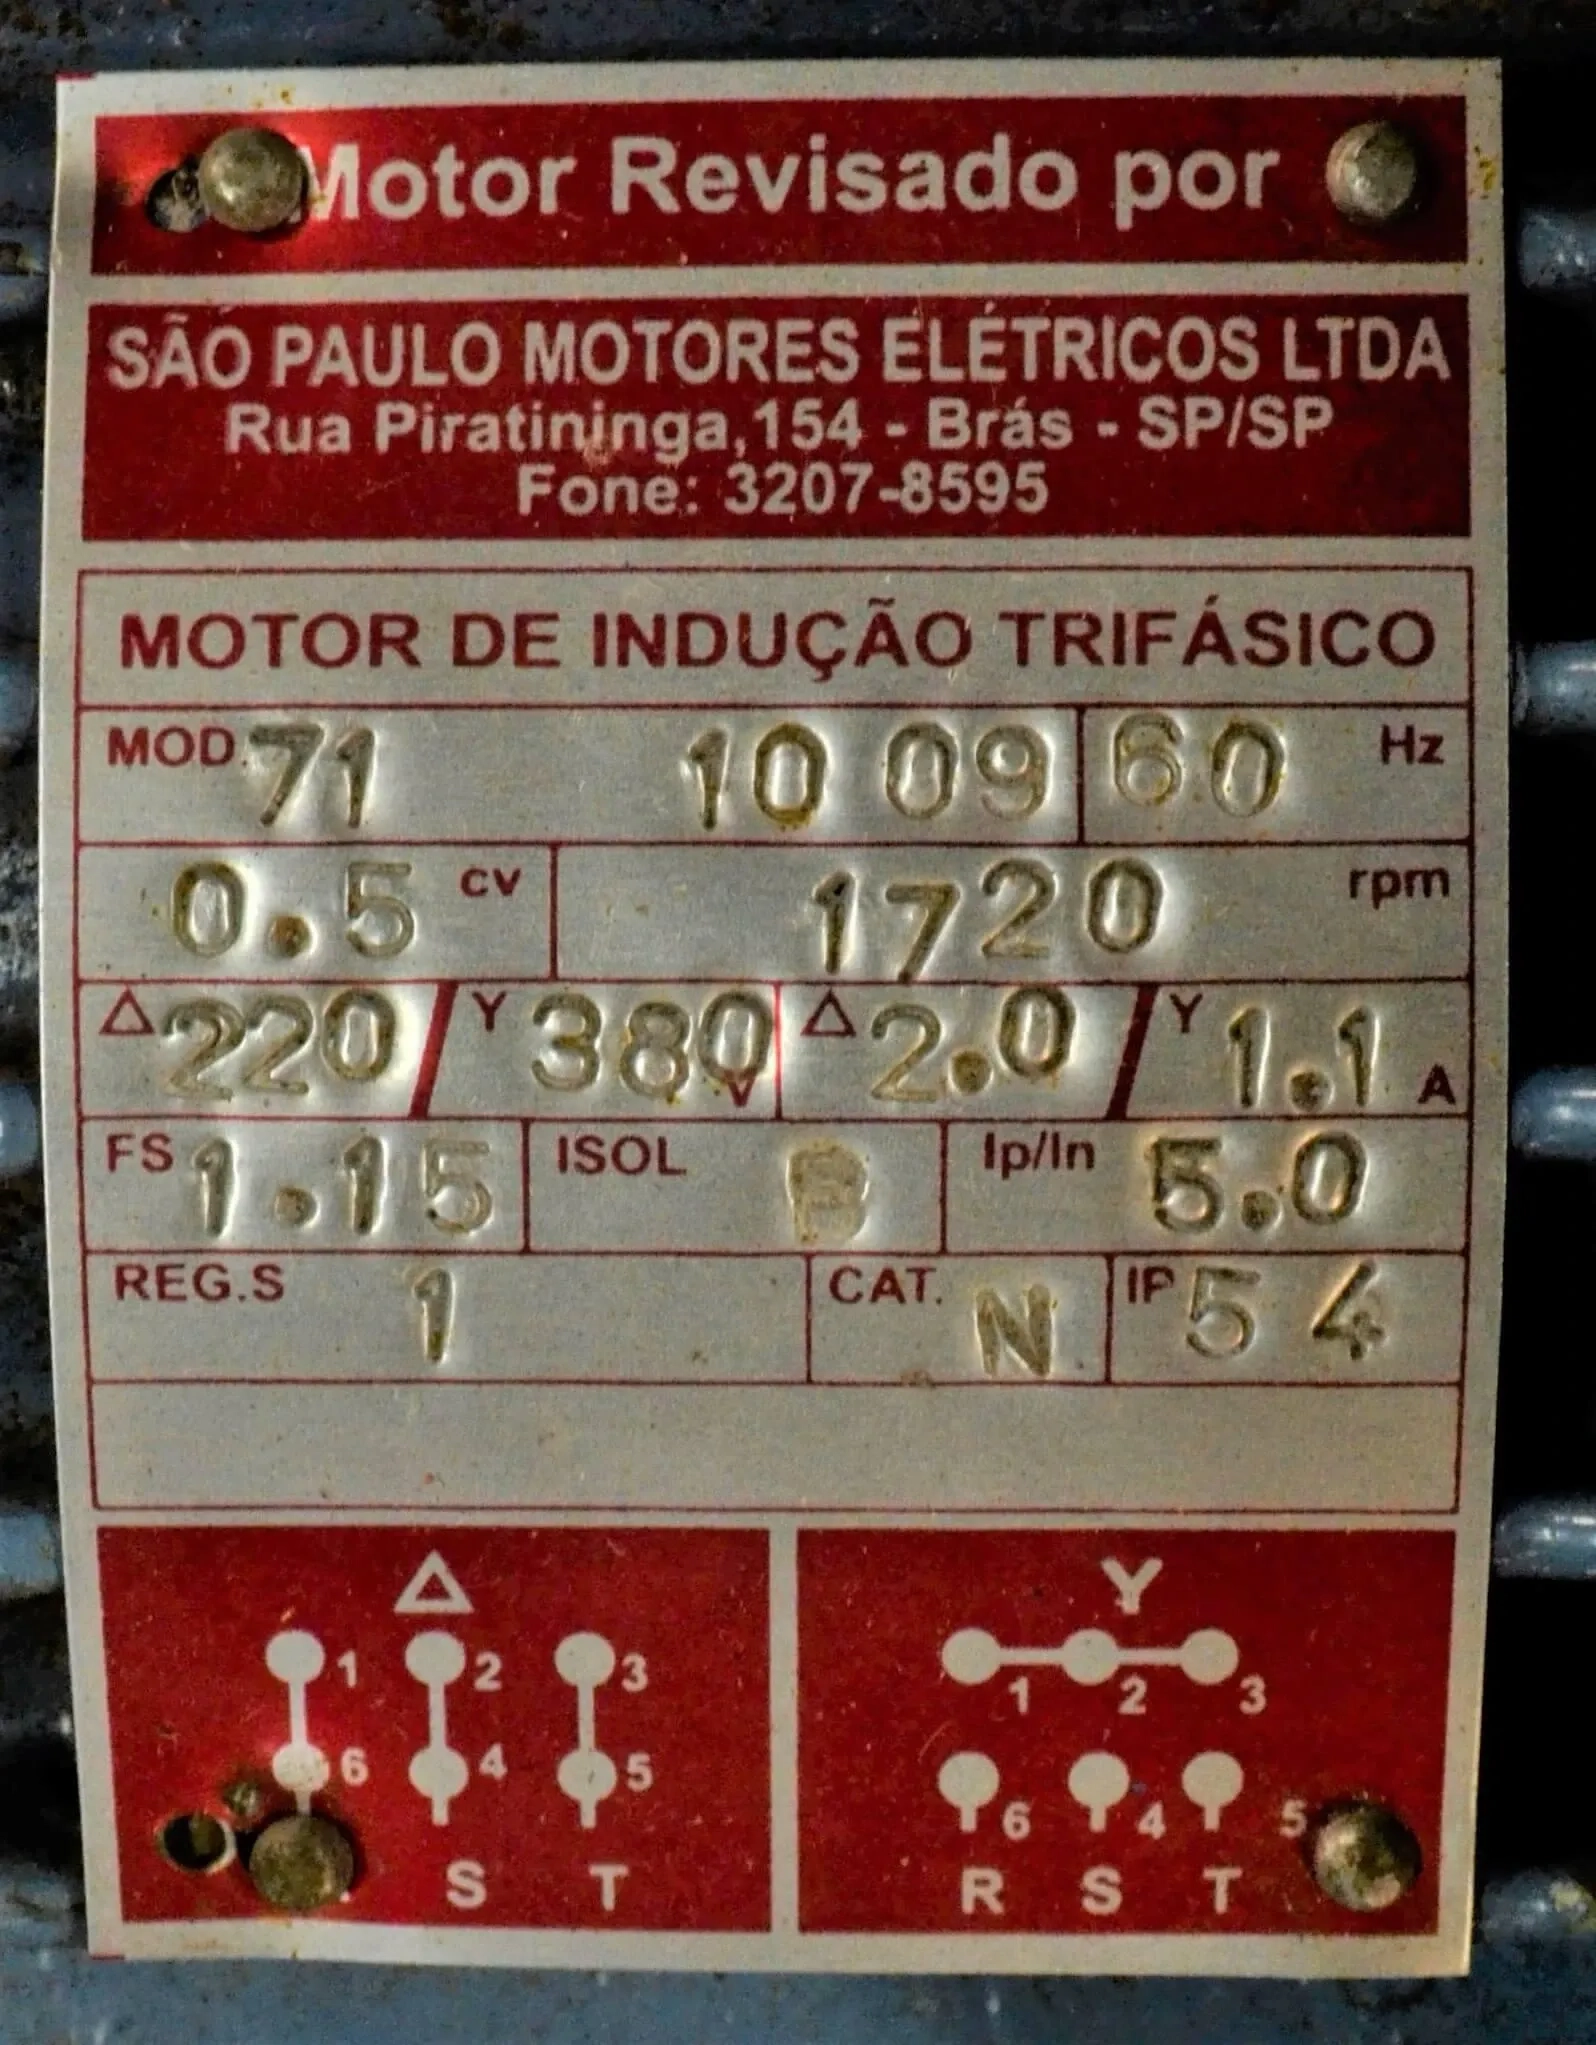 Motor Revisado por
SÃO PAULO MOTORES ELÉTRICOS LTDA
Rua Piratininga,154 - Brás - SP/SP
Fone: 3207-8595
MOTOR DE INDUÇÃO TRIFÁSICO
MOD. 71 10 09 60 Hz
0.5 cv 1720 rpm
Δ 220 / Y 380 V Δ 2.0 / Y 1.1 A
FS 1.15 ISOL B Ip/In 5.0
REG.S 1 CAT. N IP 54
Δ Y
1 2 3 1 2 3
6 4 5 6 4 5
S T R S T